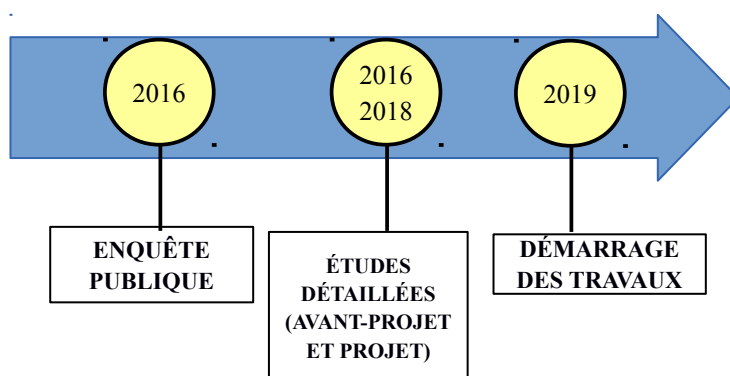 2016
2016
2018
2019
ENQUÊTE
PUBLIQUE
ÉTUDES
DÉTAILLÉES
(AVANT-PROJET
ET PROJET)
DÉMARRAGE
DES TRAVAUX